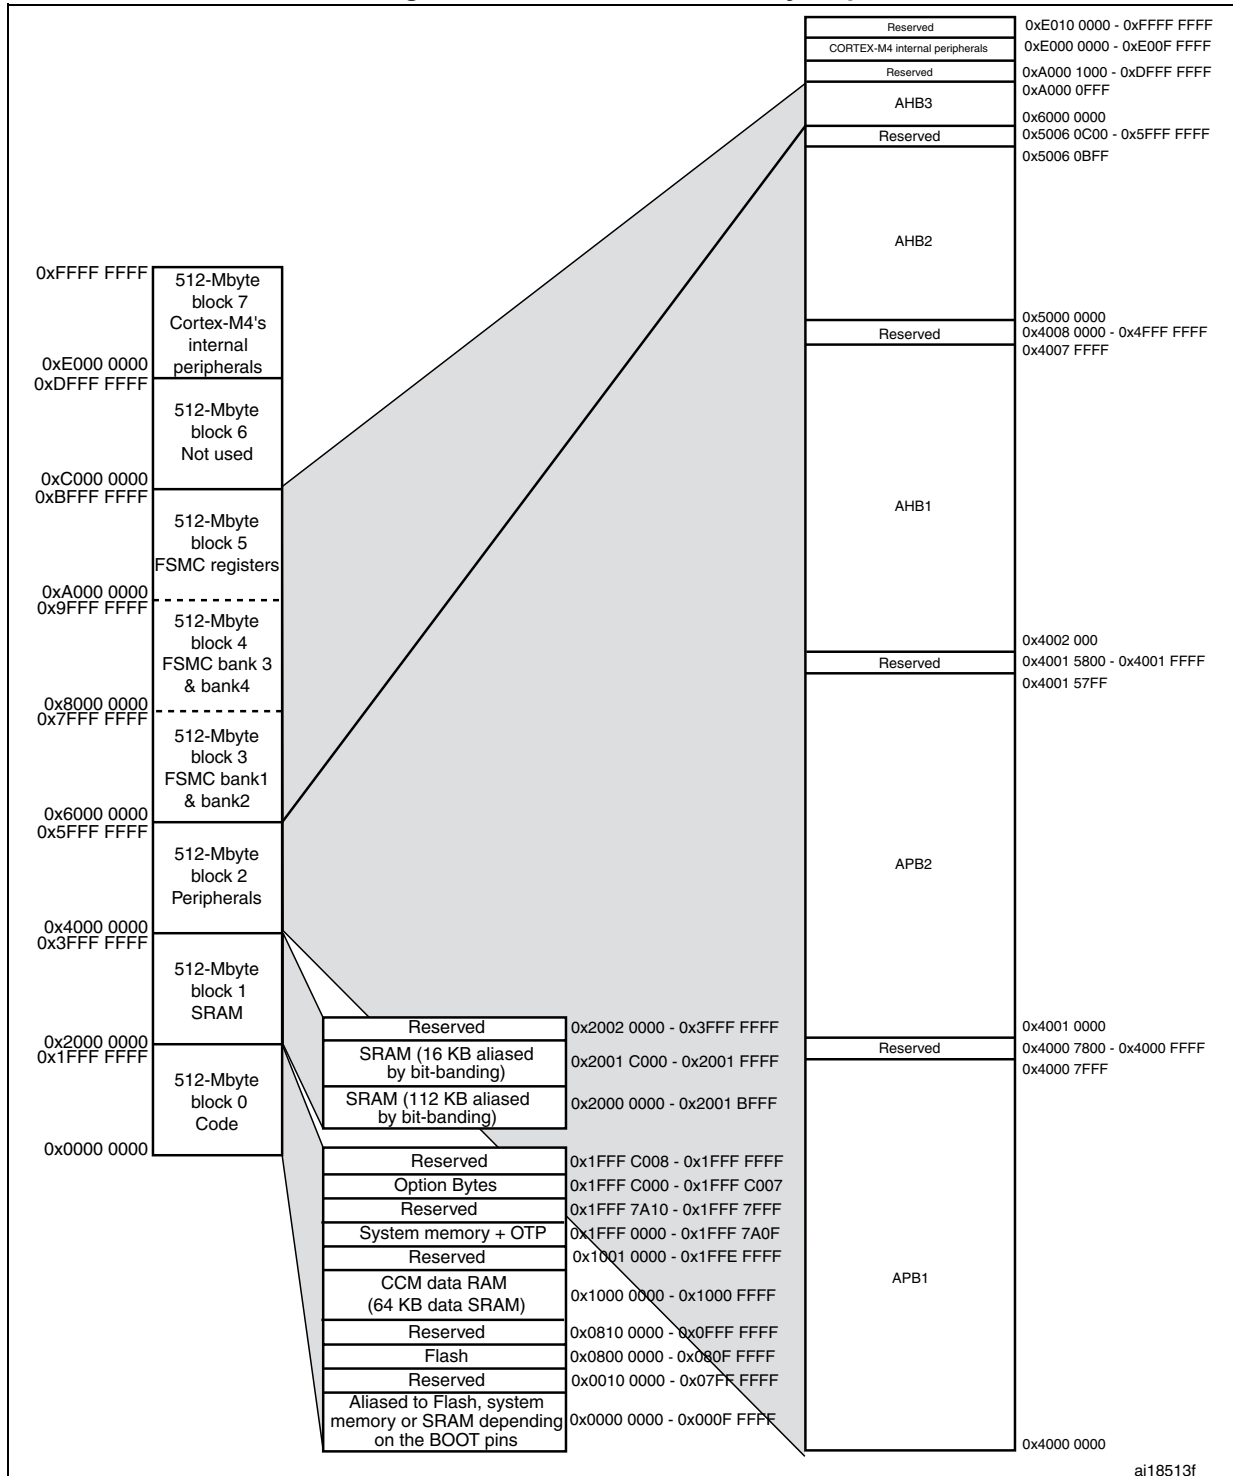 Reserved
0xE010 0000 - 0xFFFF FFFF
CORTEX-M4 internal peripherals
0xE000 0000 - 0xE00F FFFF
Reserved
0xA000 1000 - 0xDFFF FFFF
0xA000 0FFF
AHB3
0x6000 0000
Reserved
0x5006 0C00 - 0x5FFF FFFF
0x5006 0BFF
AHB2
0x5000 0000
Reserved
0x4008 0000 - 0x4FFF FFFF
0x4007 FFFF
AHB1
0x4002 000
Reserved
0x4001 5800 - 0x4001 FFFF
0x4001 57FF
APB2
0x4001 0000
Reserved
0x4000 7800 - 0x4000 FFFF
0x4000 7FFF
APB1
0x4000 0000
0xFFFF FFFF
512-Mbyte
block 7
Cortex-M4's
internal
peripherals
0xE000 0000
0xDFFF FFFF
512-Mbyte
block 6
Not used
0xC000 0000
0xBFFF FFFF
512-Mbyte
block 5
FSMC registers
0xA000 0000
0x9FFF FFFF
512-Mbyte
block 4
FSMC bank 3
& bank4
0x8000 0000
0x7FFF FFFF
512-Mbyte
block 3
FSMC bank1
& bank2
0x6000 0000
0x5FFF FFFF
512-Mbyte
block 2
Peripherals
0x4000 0000
0x3FFF FFFF
512-Mbyte
block 1
SRAM
0x2000 0000
0x1FFF FFFF
512-Mbyte
block 0
Code
0x0000 0000
Reserved
0x2002 0000 - 0x3FFF FFFF
SRAM (16 KB aliased
by bit-banding)
0x2001 C000 - 0x2001 FFFF
SRAM (112 KB aliased
by bit-banding)
0x2000 0000 - 0x2001 BFFF
Reserved
0x1FFF C008 - 0x1FFF FFFF
Option Bytes
0x1FFF C000 - 0x1FFF C007
Reserved
0x1FFF 7A10 - 0x1FFF 7FFF
System memory + OTP
0x1FFF 0000 - 0x1FFF 7A0F
Reserved
0x1001 0000 - 0x1FFE FFFF
CCM data RAM
(64 KB data SRAM)
0x1000 0000 - 0x1000 FFFF
Reserved
0x0810 0000 - 0x0FFF FFFF
Flash
0x0800 0000 - 0x080F FFFF
Reserved
0x0010 0000 - 0x07FF FFFF
Aliased to Flash, system
memory or SRAM depending
on the BOOT pins
0x0000 0000 - 0x000F FFFF
ai18513f